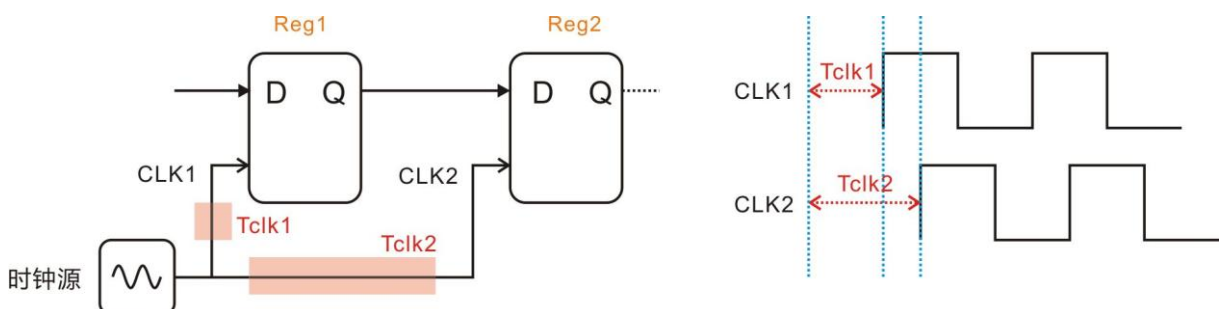 Reg1
Reg2
D Q
D Q
CLK1
CLK2
Tclk1
Tclk2
时钟源
CLK1
Tclk1
CLK2
Tclk2